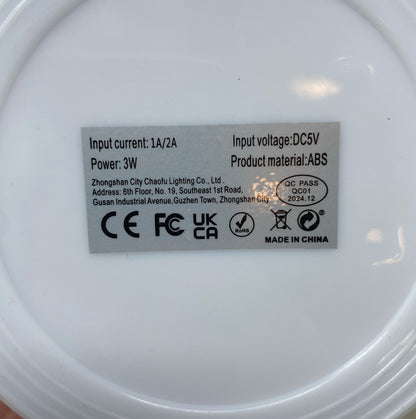 Input current: 1A/2A
Input voltage:DC5V
Power: 3W
Product material:ABS
Zhongshan City Chaofu Lighting Co., Ltd
Address: 6th Floor, No. 19, Southeast 1st Road,
Gusan Industrial Avenue,Guzhen Town, Zhongshan City
QC PASS
QC01
2024.12
CE FC UK
CA
RoHS
MADE IN CHINA